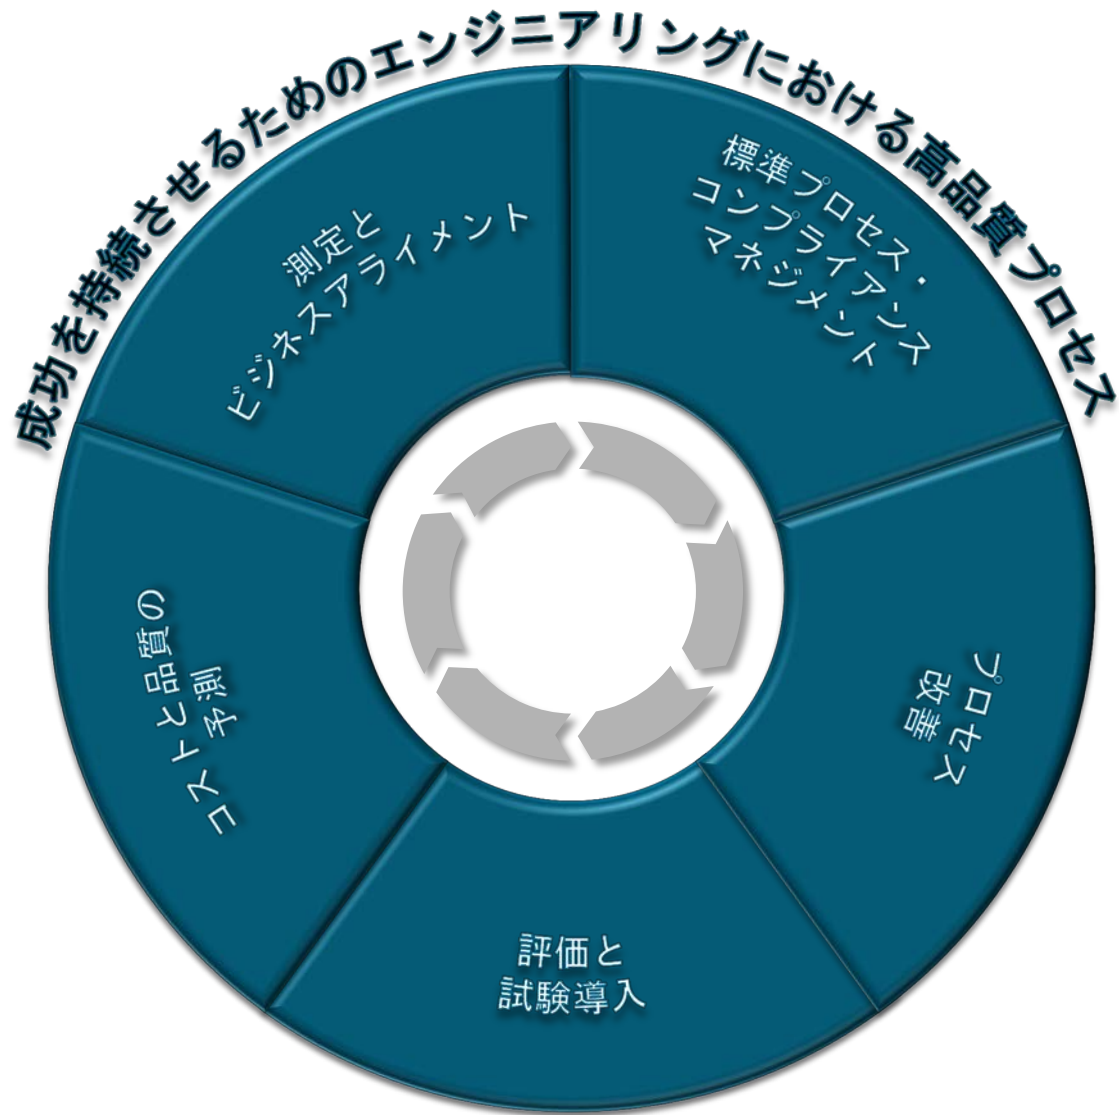 成功を持続させるためのエンジニアリングにおける高品質プロセス
標準プロセス・
コンプライアンス
マネジメント
プロセス
改善
評価と
試験導入
コストと品質の
予測
測定と
ビジネスアライメント